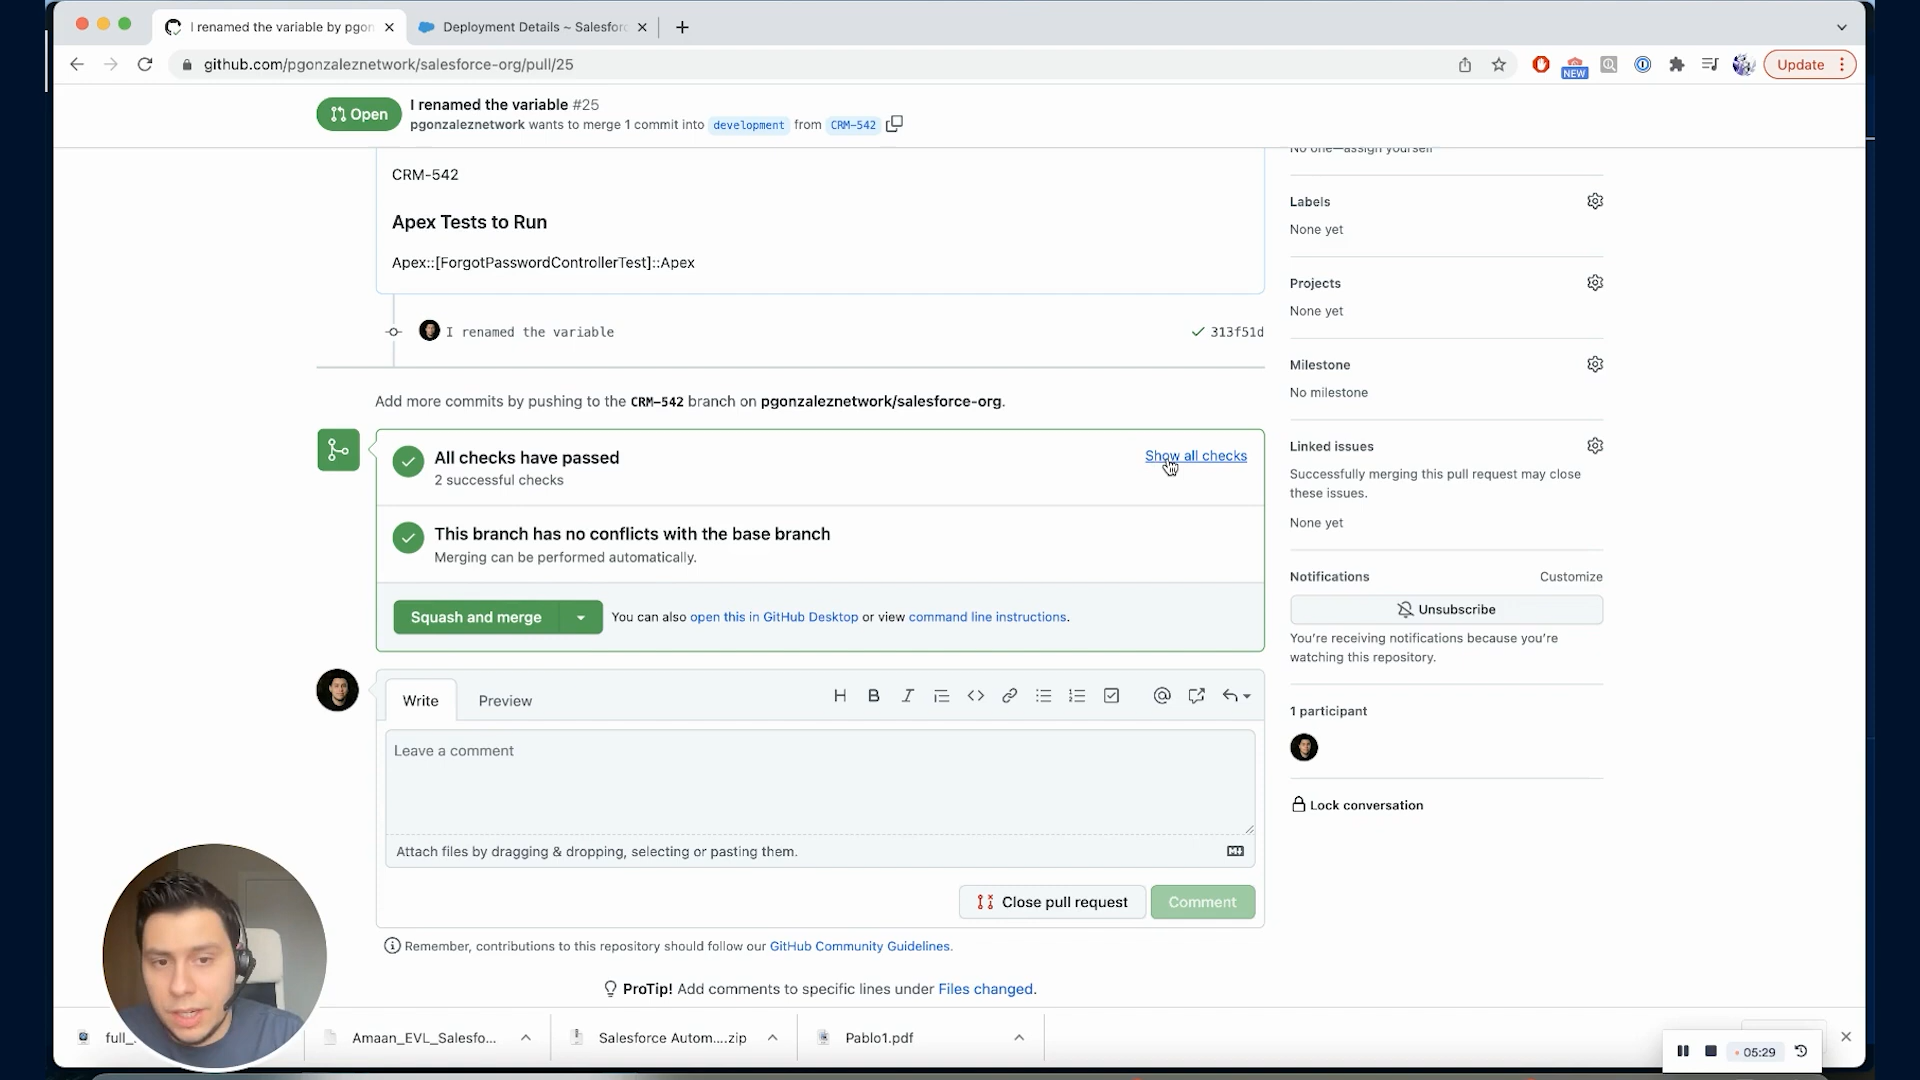 I renamed the variable by pgon
Deployment Details ~ Salesforc
github.com/pgonzaleznetwork/salesforce-org/pull/25
NEW
Update
Open
I renamed the variable #25
pgonzaleznetwork wants to merge 1 commit into development from CRM-542
No one—assign yourself
CRM-542
Apex Tests to Run
Apex::[ForgotPasswordControllerTest]::Apex
I renamed the variable
313f51d
Add more commits by pushing to the CRM-542 branch on pgonzaleznetwork/salesforce-org.
All checks have passed
Show all checks
2 successful checks
This branch has no conflicts with the base branch
Merging can be performed automatically.
Squash and merge
You can also open this in GitHub Desktop or view command line instructions.
Write
Preview
Leave a comment
Attach files by dragging & dropping, selecting or pasting them.
Close pull request
Comment
Remember, contributions to this repository should follow our GitHub Community Guidelines.
ProTip! Add comments to specific lines under Files changed.
Labels
None yet
Projects
None yet
Milestone
No milestone
Linked issues
Successfully merging this pull request may close
these issues.
None yet
Notifications
Customize
Unsubscribe
You're receiving notifications because you're
watching this repository.
1 participant
Lock conversation
full_
Amaan_EVL_Salesfo...
Salesforce Autom....zip
Pablo1.pdf
05:29